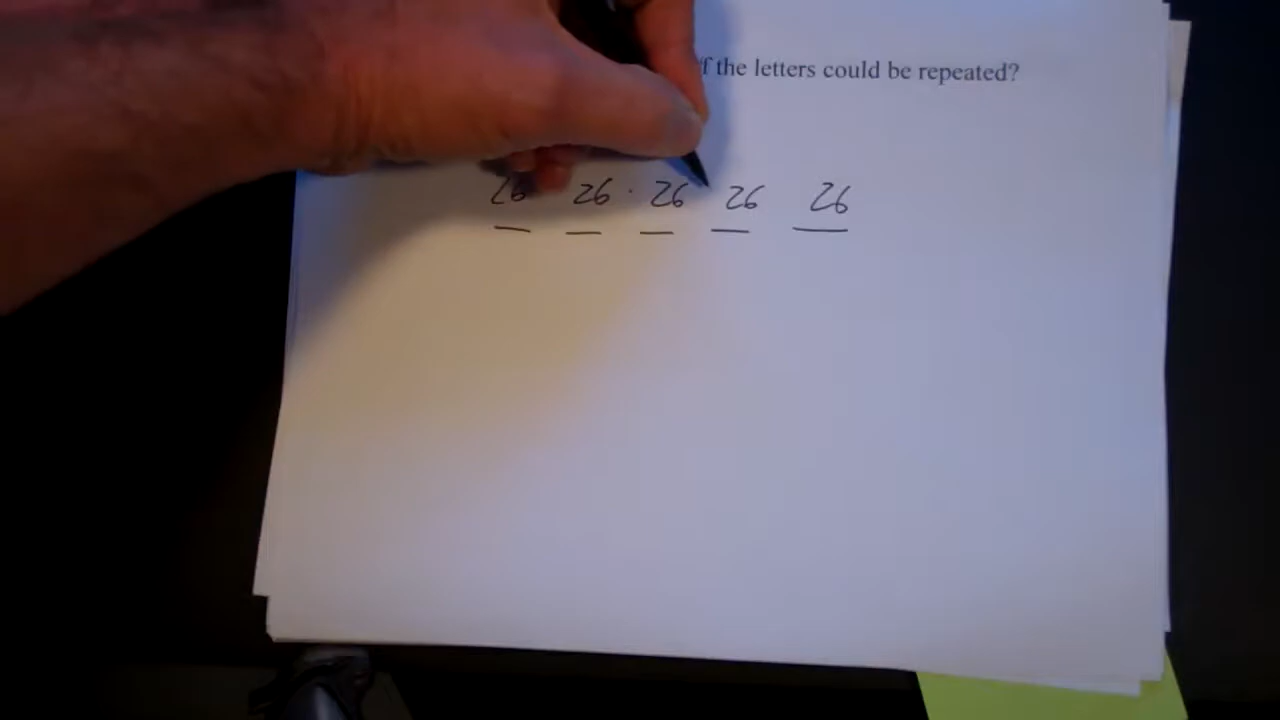 f the letters could be repeated?
26 26 · 26 26 26